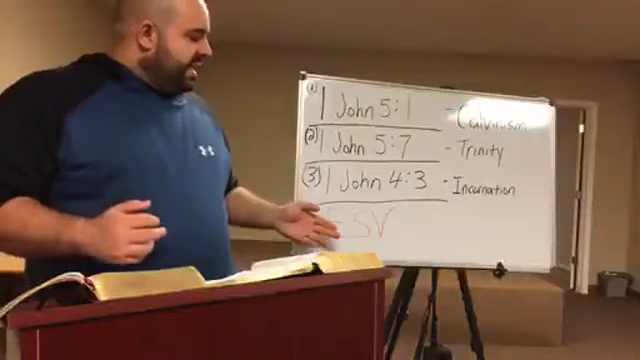 (1) 1 John 5:1 - Calvinism
(2) 1 John 5:7 - Trinity
(3) 1 John 4:3 - Incarnation
ESV